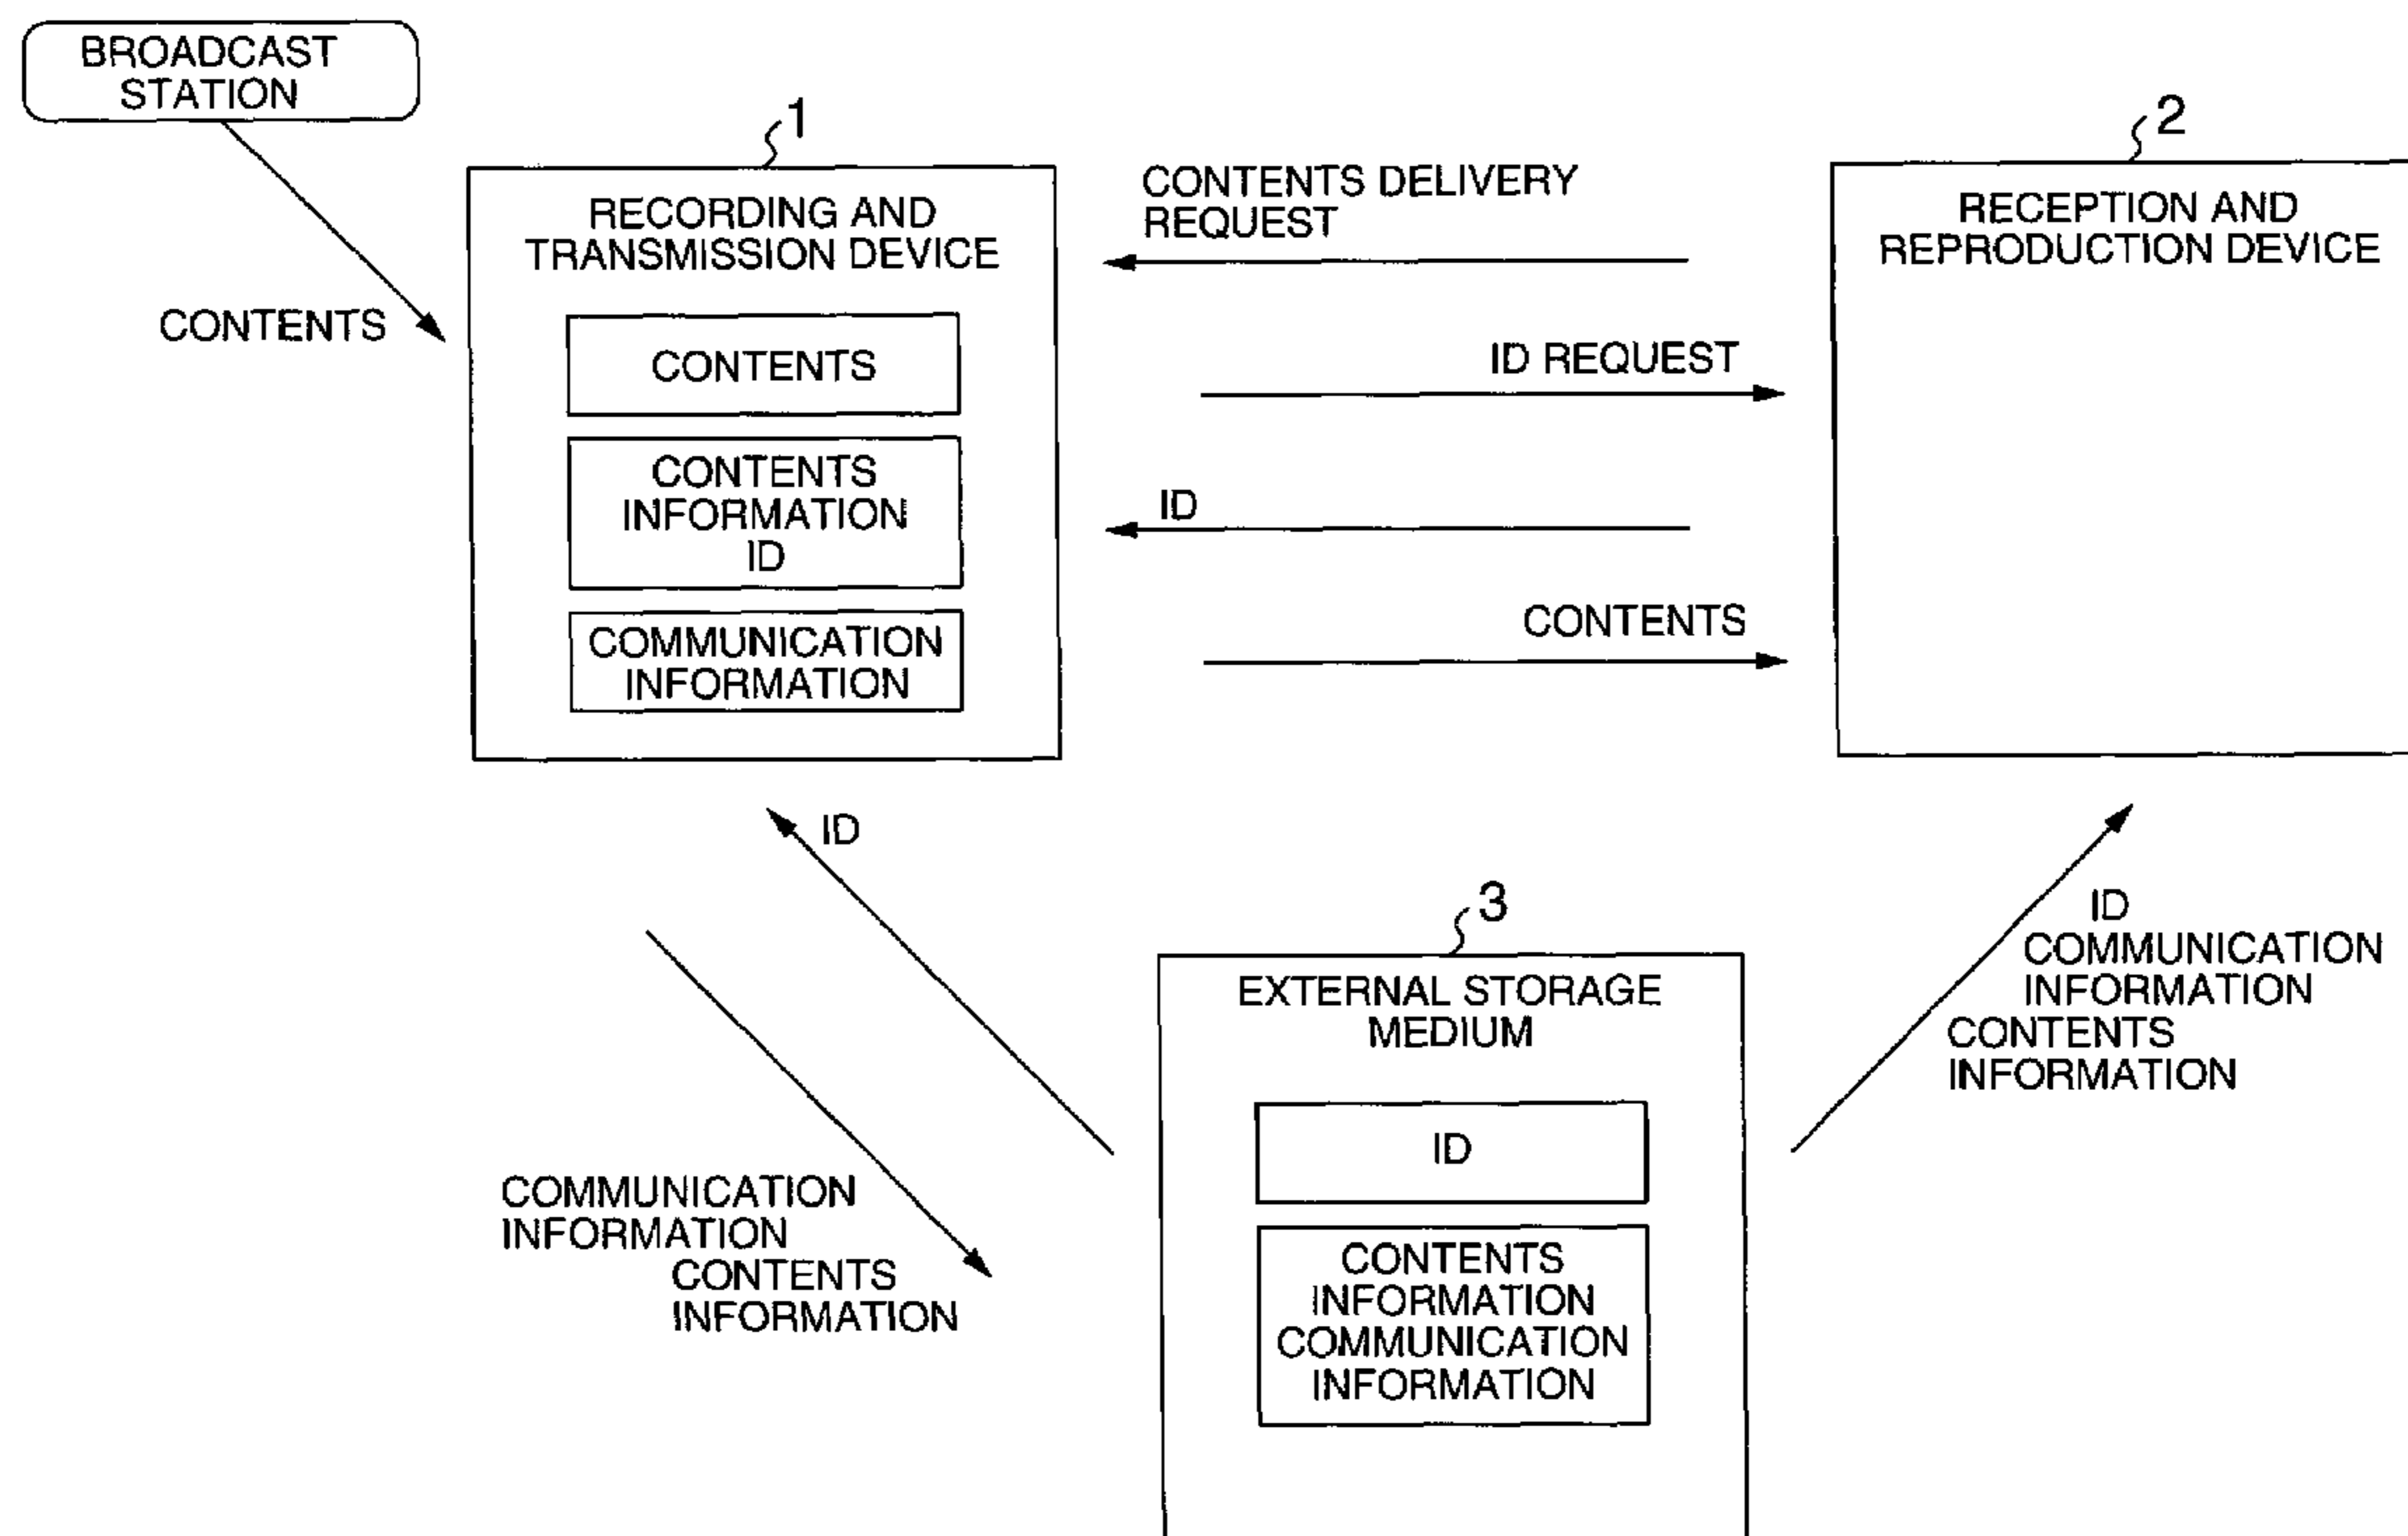 BROADCAST
STATION
CONTENTS
1
RECORDING AND
TRANSMISSION DEVICE
CONTENTS
CONTENTS
INFORMATION
ID
COMMUNICATION
INFORMATION
CONTENTS DELIVERY
REQUEST
ID REQUEST
ID
CONTENTS
2
RECEPTION AND
REPRODUCTION DEVICE
ID
COMMUNICATION
INFORMATION
CONTENTS
INFORMATION
3
EXTERNAL STORAGE
MEDIUM
ID
CONTENTS
INFORMATION
COMMUNICATION
INFORMATION
ID
COMMUNICATION
INFORMATION
CONTENTS
INFORMATION